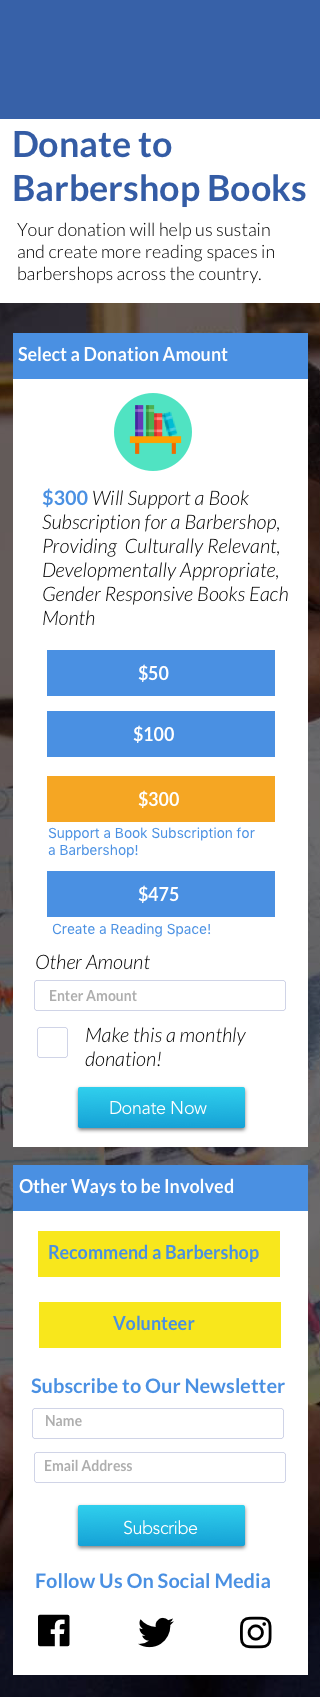 Donate to
Barbershop Books
Your donation will help us sustain
and create more reading spaces in
barbershops across the country.
Select a Donation Amount
$300 Will Support a Book
Subscription for a Barbershop,
Providing Culturally Relevant,
Developmentally Appropriate,
Gender Responsive Books Each
Month
$50
$100
$300
Support a Book Subscription for
a Barbershop!
$475
Create a Reading Space!
Other Amount
Enter Amount
Make this a monthly
donation!
Donate Now
Other Ways to be Involved
Recommend a Barbershop
Volunteer
Subscribe to Our Newsletter
Name
Email Address
Subscribe
Follow Us On Social Media